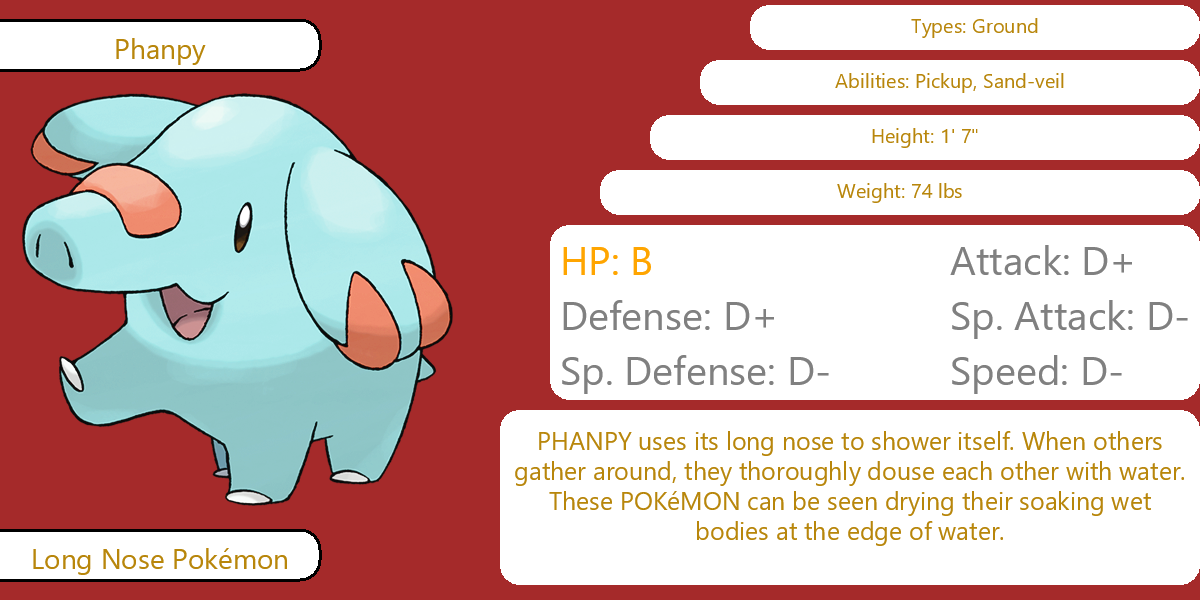 Phanpy
Long Nose Pokémon
Types: Ground
Abilities: Pickup, Sand-veil
Height: 1' 7"
Weight: 74 lbs
HP: B
Attack: D+
Defense: D+
Sp. Attack: D-
Sp. Defense: D-
Speed: D-
PHANPY uses its long nose to shower itself. When others
gather around, they thoroughly douse each other with water.
These POKéMON can be seen drying their soaking wet
bodies at the edge of water.